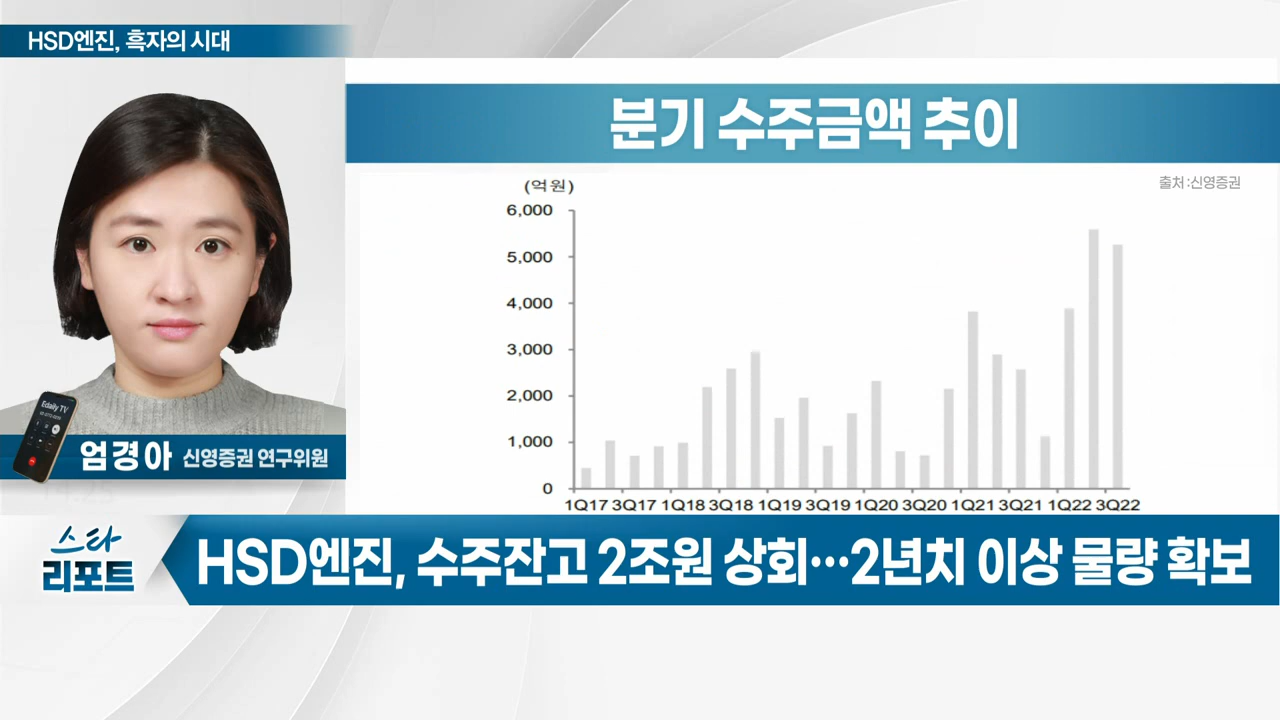 HSD엔진, 흑자의 시대
분기 수주금액 추이
출처 :신영증권
(억원)
6,000
5,000
4,000
3,000
2,000
1,000
0
1Q17 3Q17 1Q18 3Q18 1Q19 3Q19 1Q20 3Q20 1Q21 3Q21 1Q22 3Q22
Edaily TV
엄경아 신영증권 연구위원
스타
리포트
HSD엔진, 수주잔고 2조원 상회…2년치 이상 물량 확보